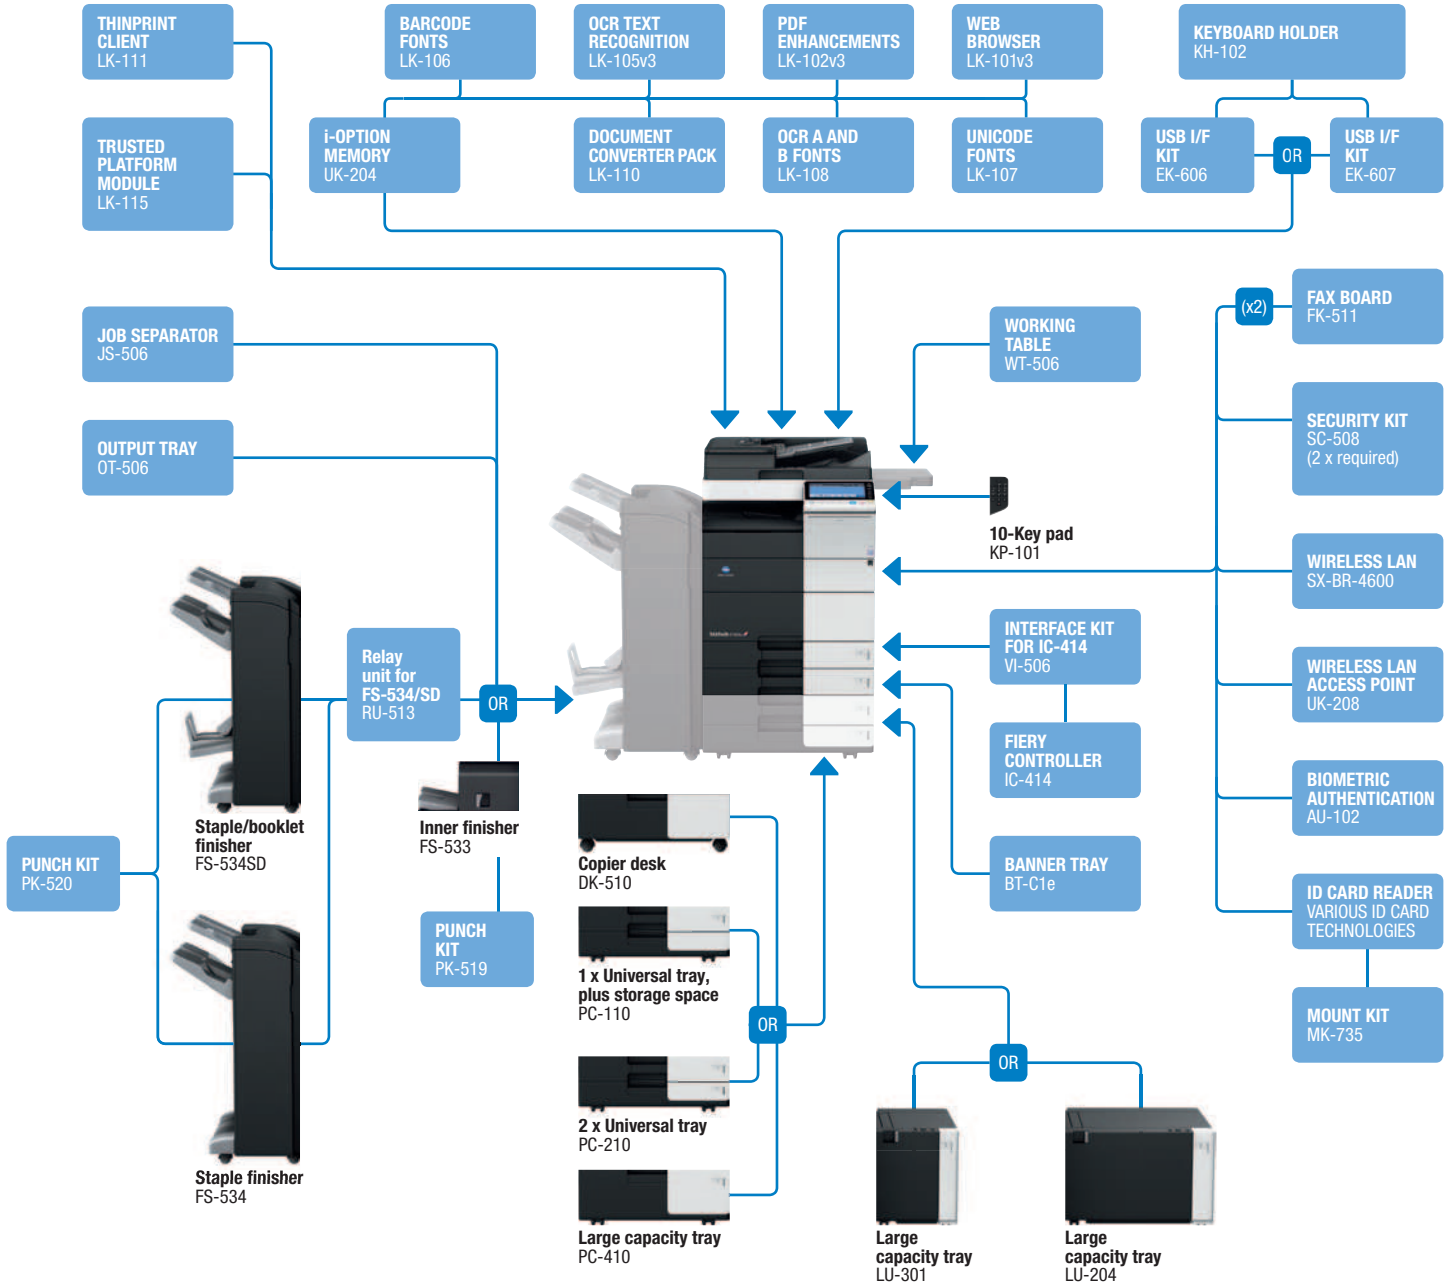 THINPRINT
CLIENT
LK-111
BARCODE
FONTS
LK-106
OCR TEXT
RECOGNITION
LK-105v3
PDF
ENHANCEMENTS
LK-102v3
WEB
BROWSER
LK-101v3
KEYBOARD HOLDER
KH-102
TRUSTED
PLATFORM
MODULE
LK-115
i-OPTION
MEMORY
UK-204
DOCUMENT
CONVERTER PACK
LK-110
OCR A AND
B FONTS
LK-108
UNICODE
FONTS
LK-107
USB I/F
KIT
EK-606
OR
USB I/F
KIT
EK-607
JOB SEPARATOR
JS-506
WORKING
TABLE
WT-506
(x2)
FAX BOARD
FK-511
OUTPUT TRAY
OT-506
SECURITY KIT
SC-508
(2 x required)
10-Key pad
KP-101
WIRELESS LAN
SX-BR-4600
Relay
unit for
FS-534/SD
RU-513
OR
INTERFACE KIT
FOR IC-414
VI-506
WIRELESS LAN
ACCESS POINT
UK-208
FIERY
CONTROLLER
IC-414
BIOMETRIC
AUTHENTICATION
AU-102
Staple/booklet
finisher
FS-534SD
Inner finisher
FS-533
PUNCH KIT
PK-520
Copier desk
DK-510
BANNER TRAY
BT-C1e
ID CARD READER
VARIOUS ID CARD
TECHNOLOGIES
PUNCH
KIT
PK-519
1 x Universal tray,
plus storage space
PC-110
OR
MOUNT KIT
MK-735
OR
2 x Universal tray
PC-210
Staple finisher
FS-534
Large capacity tray
PC-410
Large
capacity tray
LU-301
Large
capacity tray
LU-204